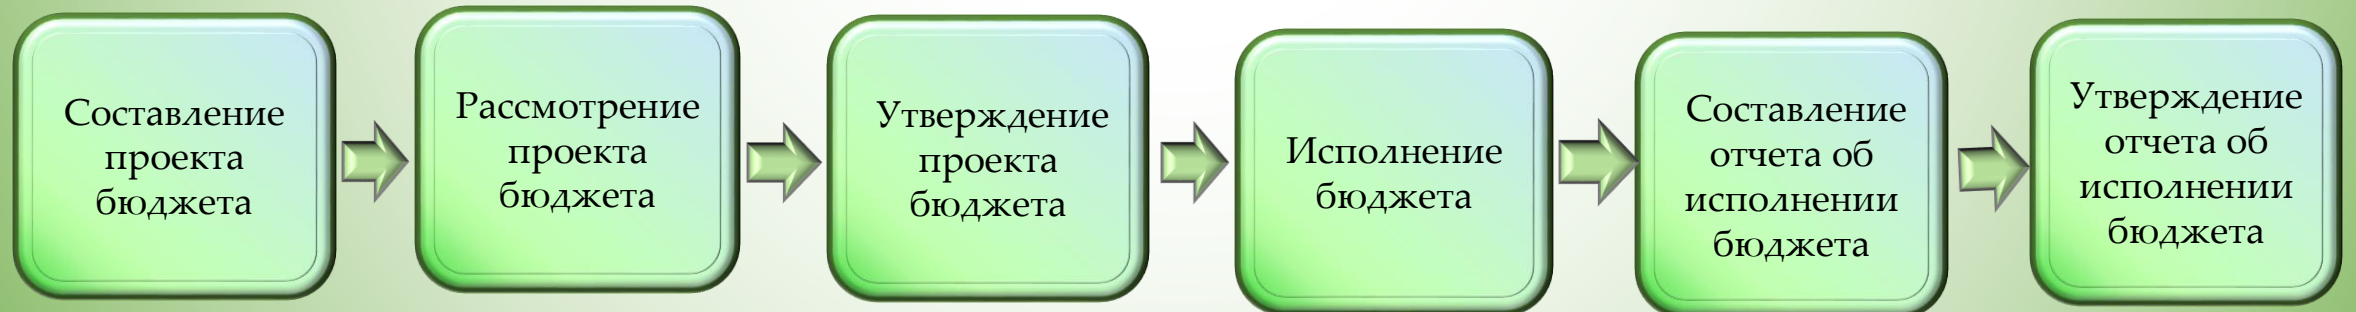 Составление
проекта
бюджета
Рассмотрение
проекта
бюджета
Утверждение
проекта
бюджета
Исполнение
бюджета
Составление
отчета об
исполнении
бюджета
Утверждение
отчета об
исполнении
бюджета